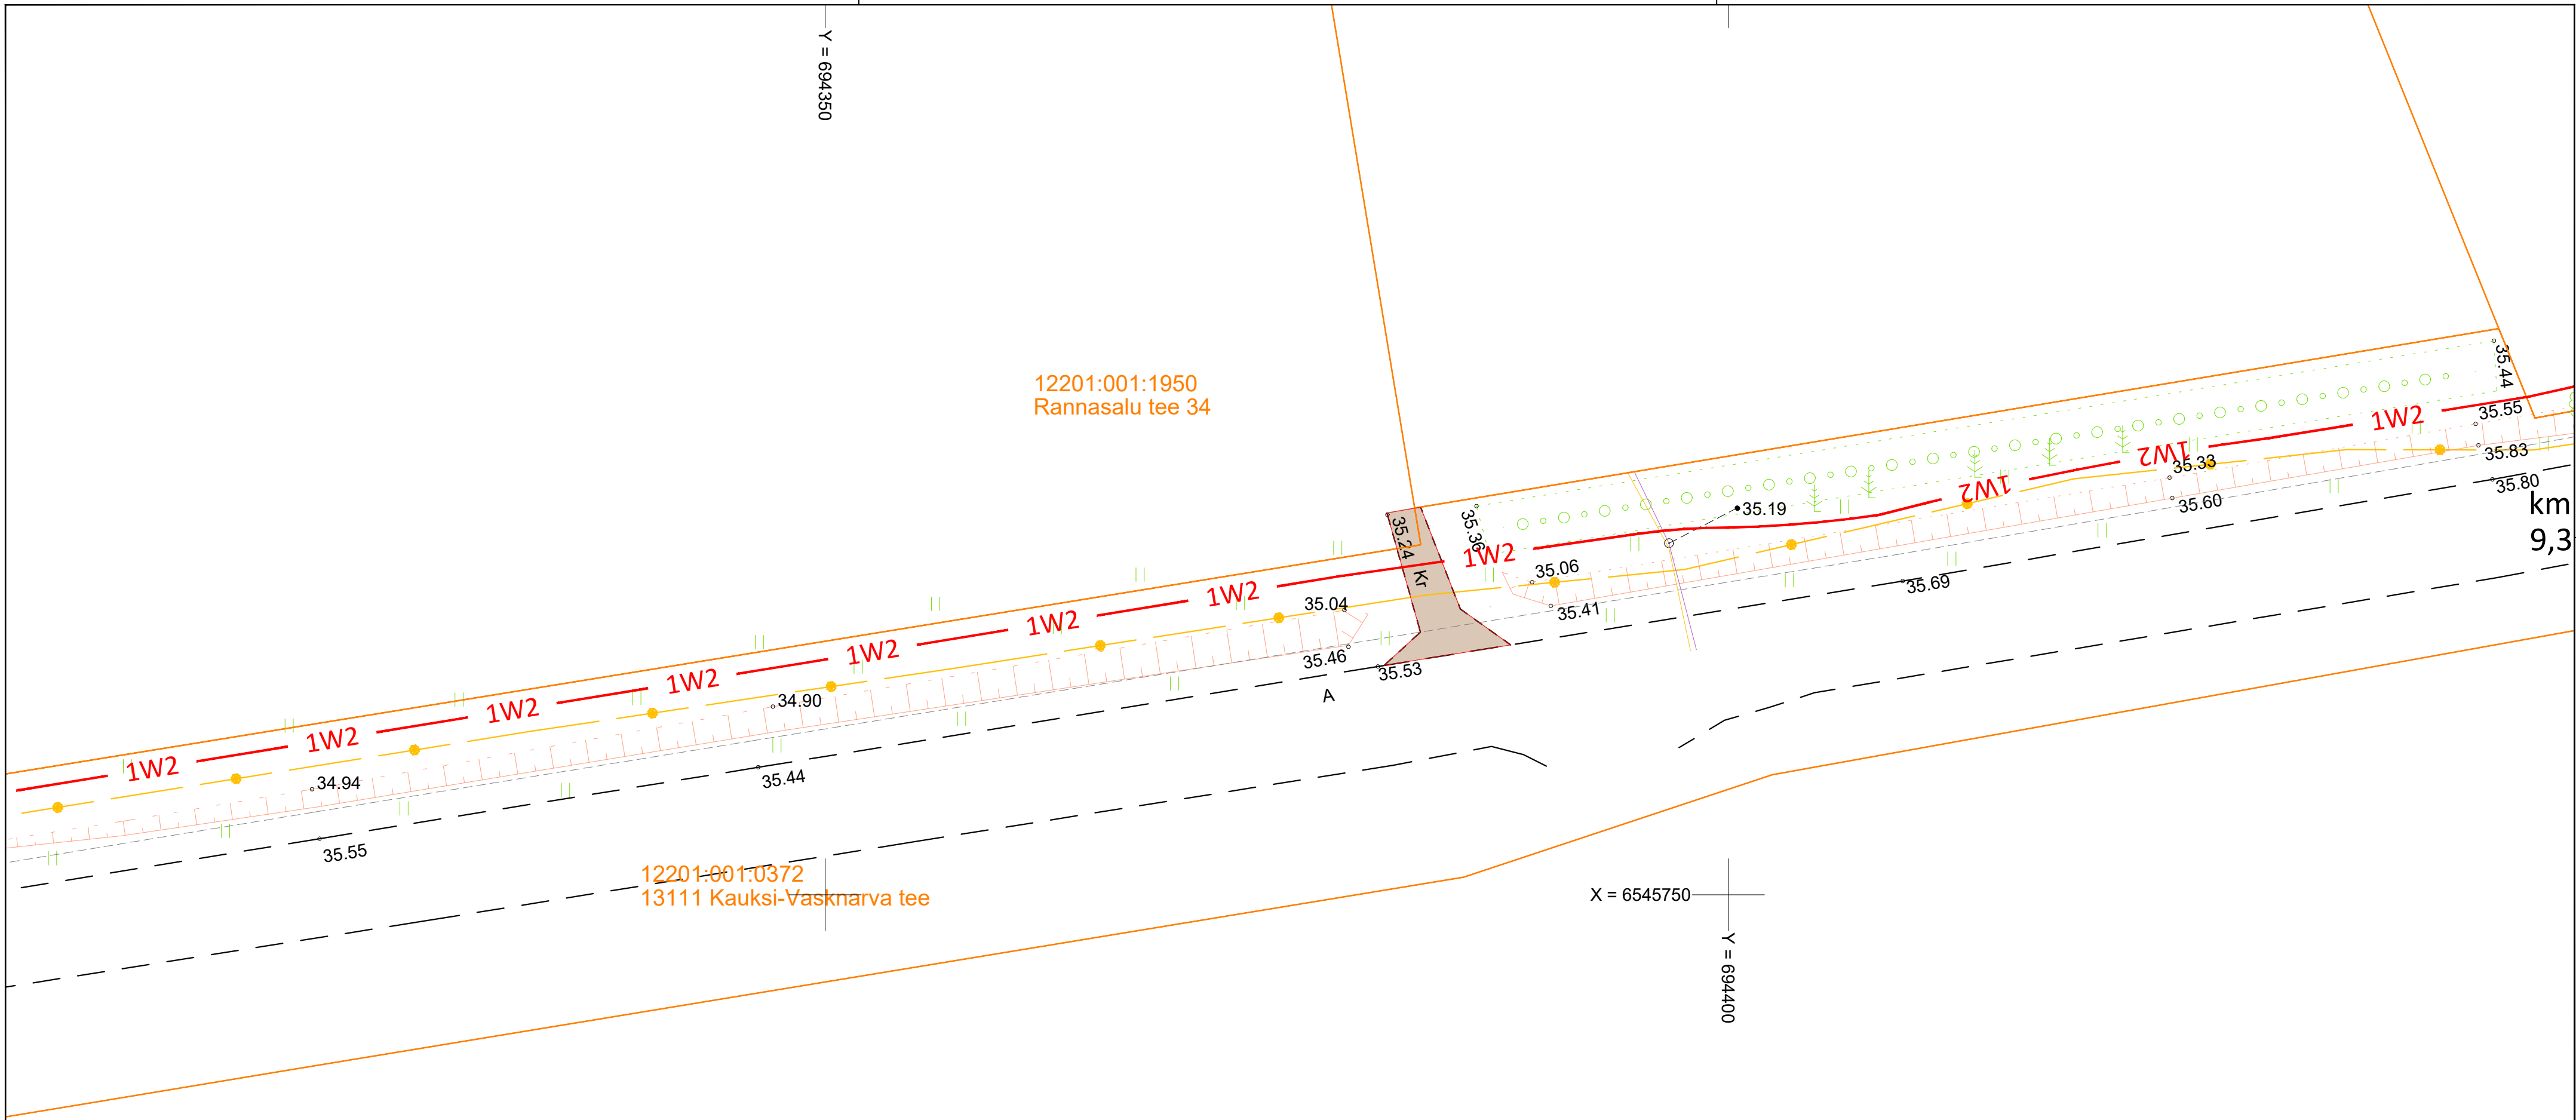 Y = 694350
12201:001:1950
Rannasalu tee 34
35.44
35.55
1W2
35.83
1W2
35.33
35.80
km
9,3
1W2
35.60
35.19
35.36
35.24
1W2
Kr
35.06
35.69
1W2
35.04
35.41
1W2
35.46
35.53
1W2
A
1W2
34.90
1W2
35.44
1W2
1W2
34.94
35.55
12201:001:0372
13111 Kauksi-Vasknarva tee
X = 6545750
Y = 694400